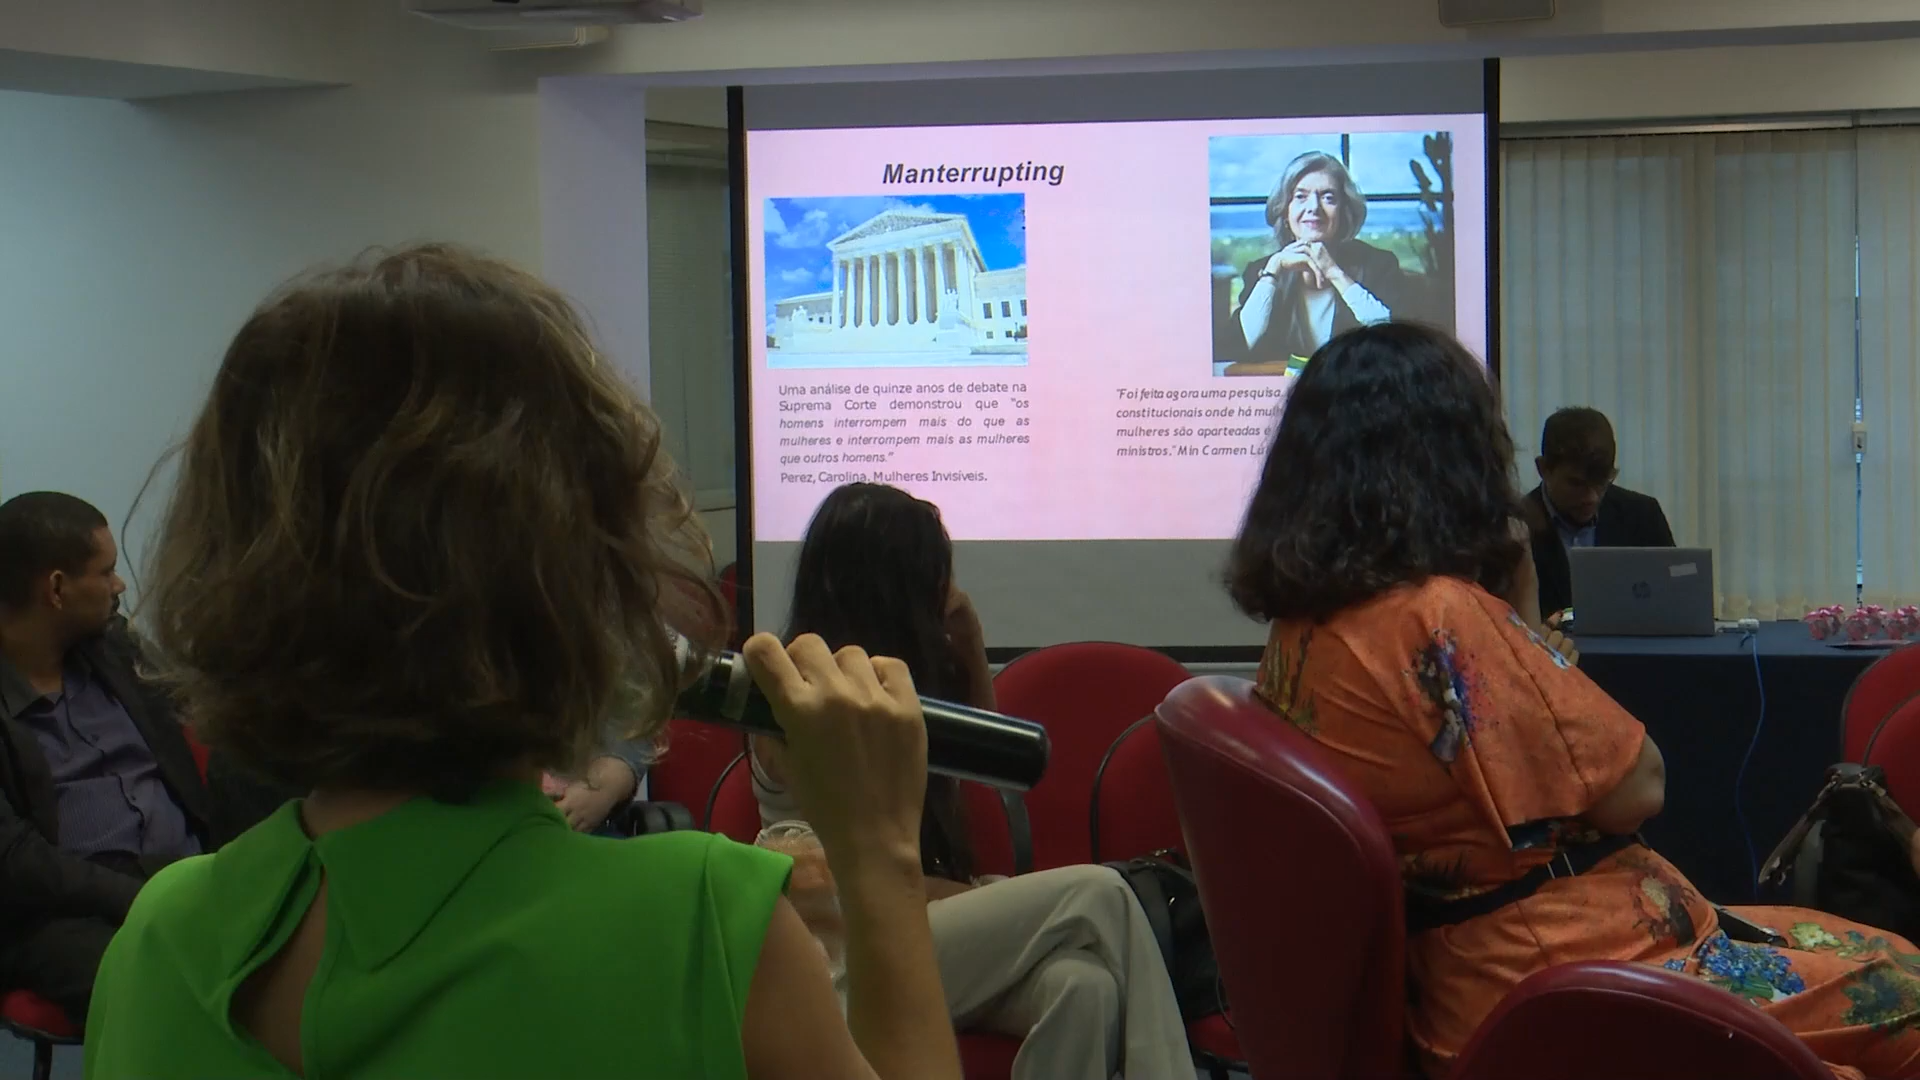 Manterrupting
Uma análise de quinze anos de debate na
Suprema Corte demonstrou que "os
homens interrompem mais do que as
mulheres e interrompem mais as mulheres
que outros homens."
Perez, Carolina. Mulheres Invisíveis.
"Foi feita agora uma pesquisa,
constitucionais onde há
mulheres são aparteadas
ministros." Min Carmen